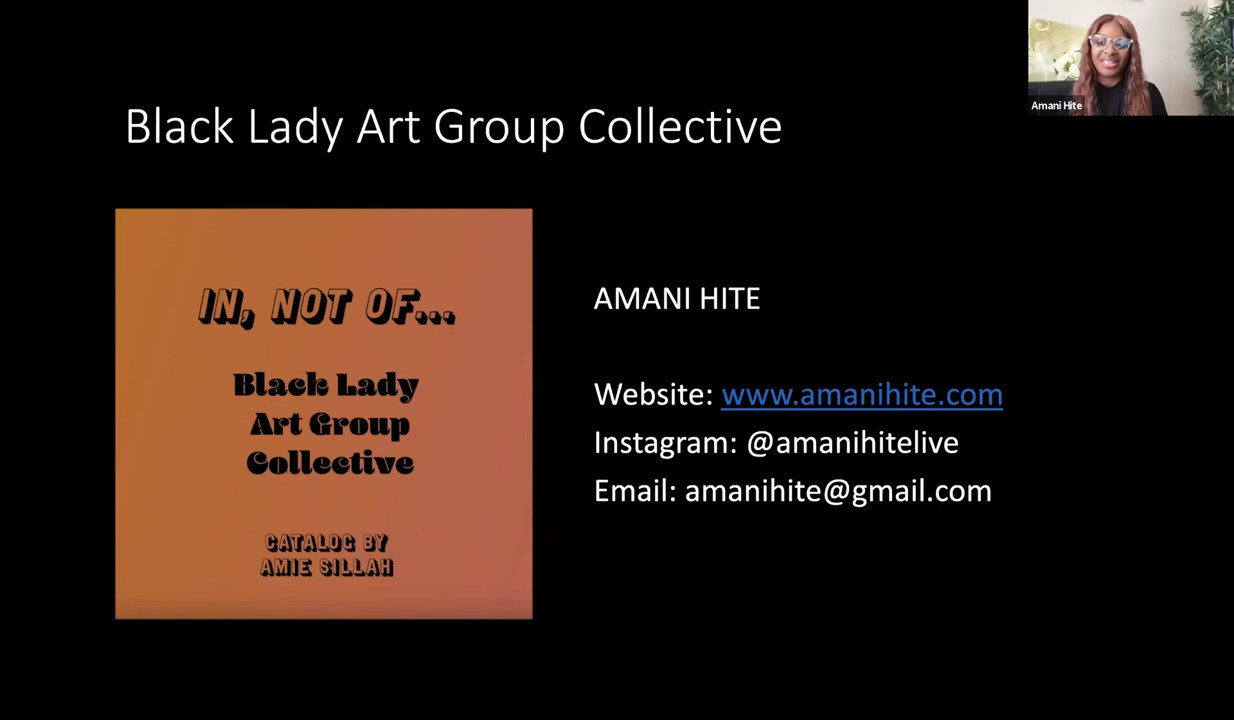 Amani Hite
Black Lady Art Group Collective
IN, NOT OF...
Black Lady
Art Group
Collective
CATALOG BY
AMIE SILLAH
AMANI HITE
Website: www.amanihite.com
Instagram: @amanihitelive
Email: amanihite@gmail.com